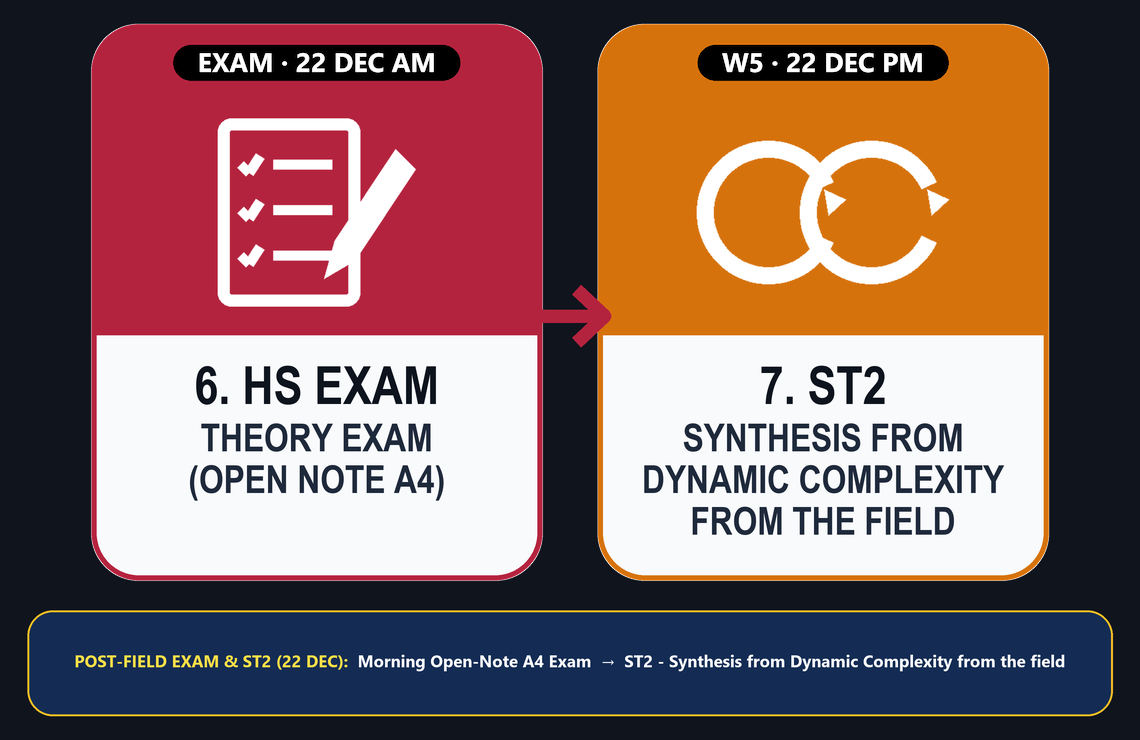 EXAM · 22 DEC AM
6. HS EXAM
THEORY EXAM
(OPEN NOTE A4)
W5 · 22 DEC PM
7. ST2
SYNTHESIS FROM
DYNAMIC COMPLEXITY
FROM THE FIELD
POST-FIELD EXAM & ST2 (22 DEC): Morning Open-Note A4 Exam → ST2 - Synthesis from Dynamic Complexity from the field